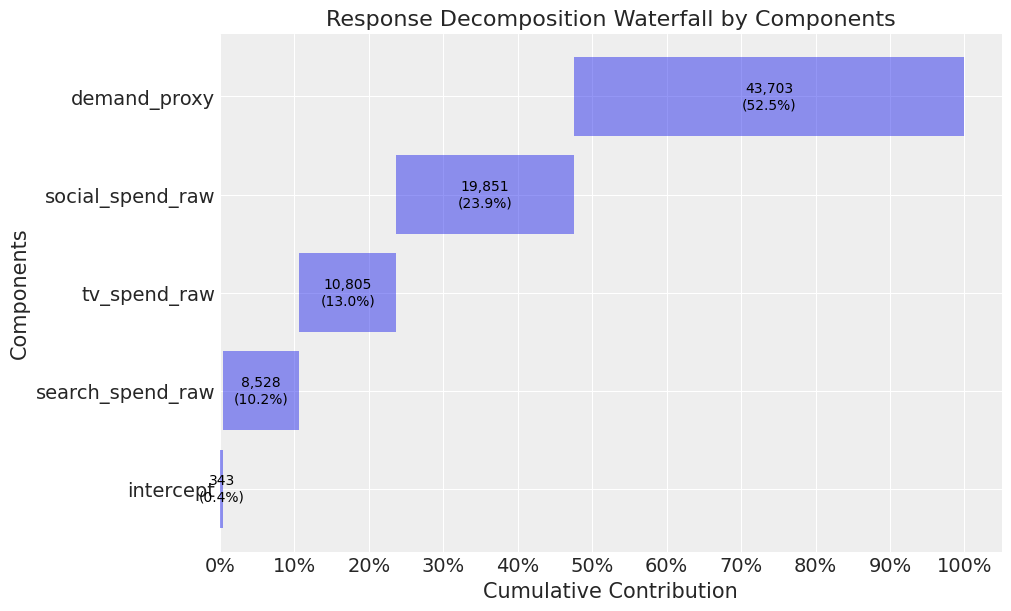 Response Decomposition Waterfall by Components
Components
demand_proxy
43,703
(52.5%)
social_spend_raw
19,851
(23.9%)
tv_spend_raw
10,805
(13.0%)
search_spend_raw
8,528
(10.2%)
intercept
343
(0.4%)
0% 10% 20% 30% 40% 50% 60% 70% 80% 90% 100%
Cumulative Contribution